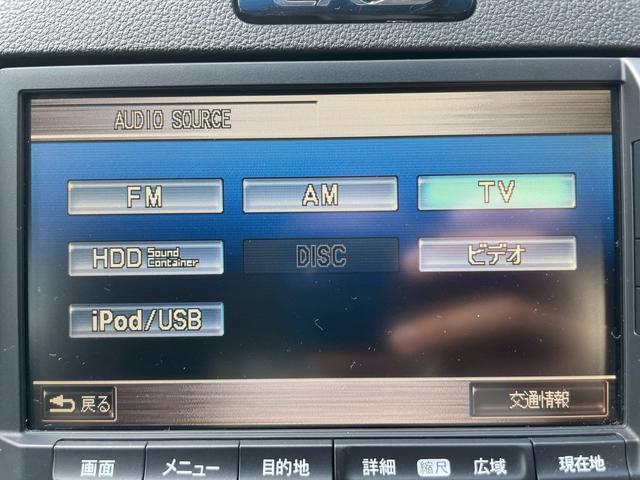 AUDIO SOURCE
FM AM TV
HDD Sound Container DISC ビデオ
iPod/USB
戻る 交通情報
画面 メニュー 目的地 詳細 縮尺 広域 現在地